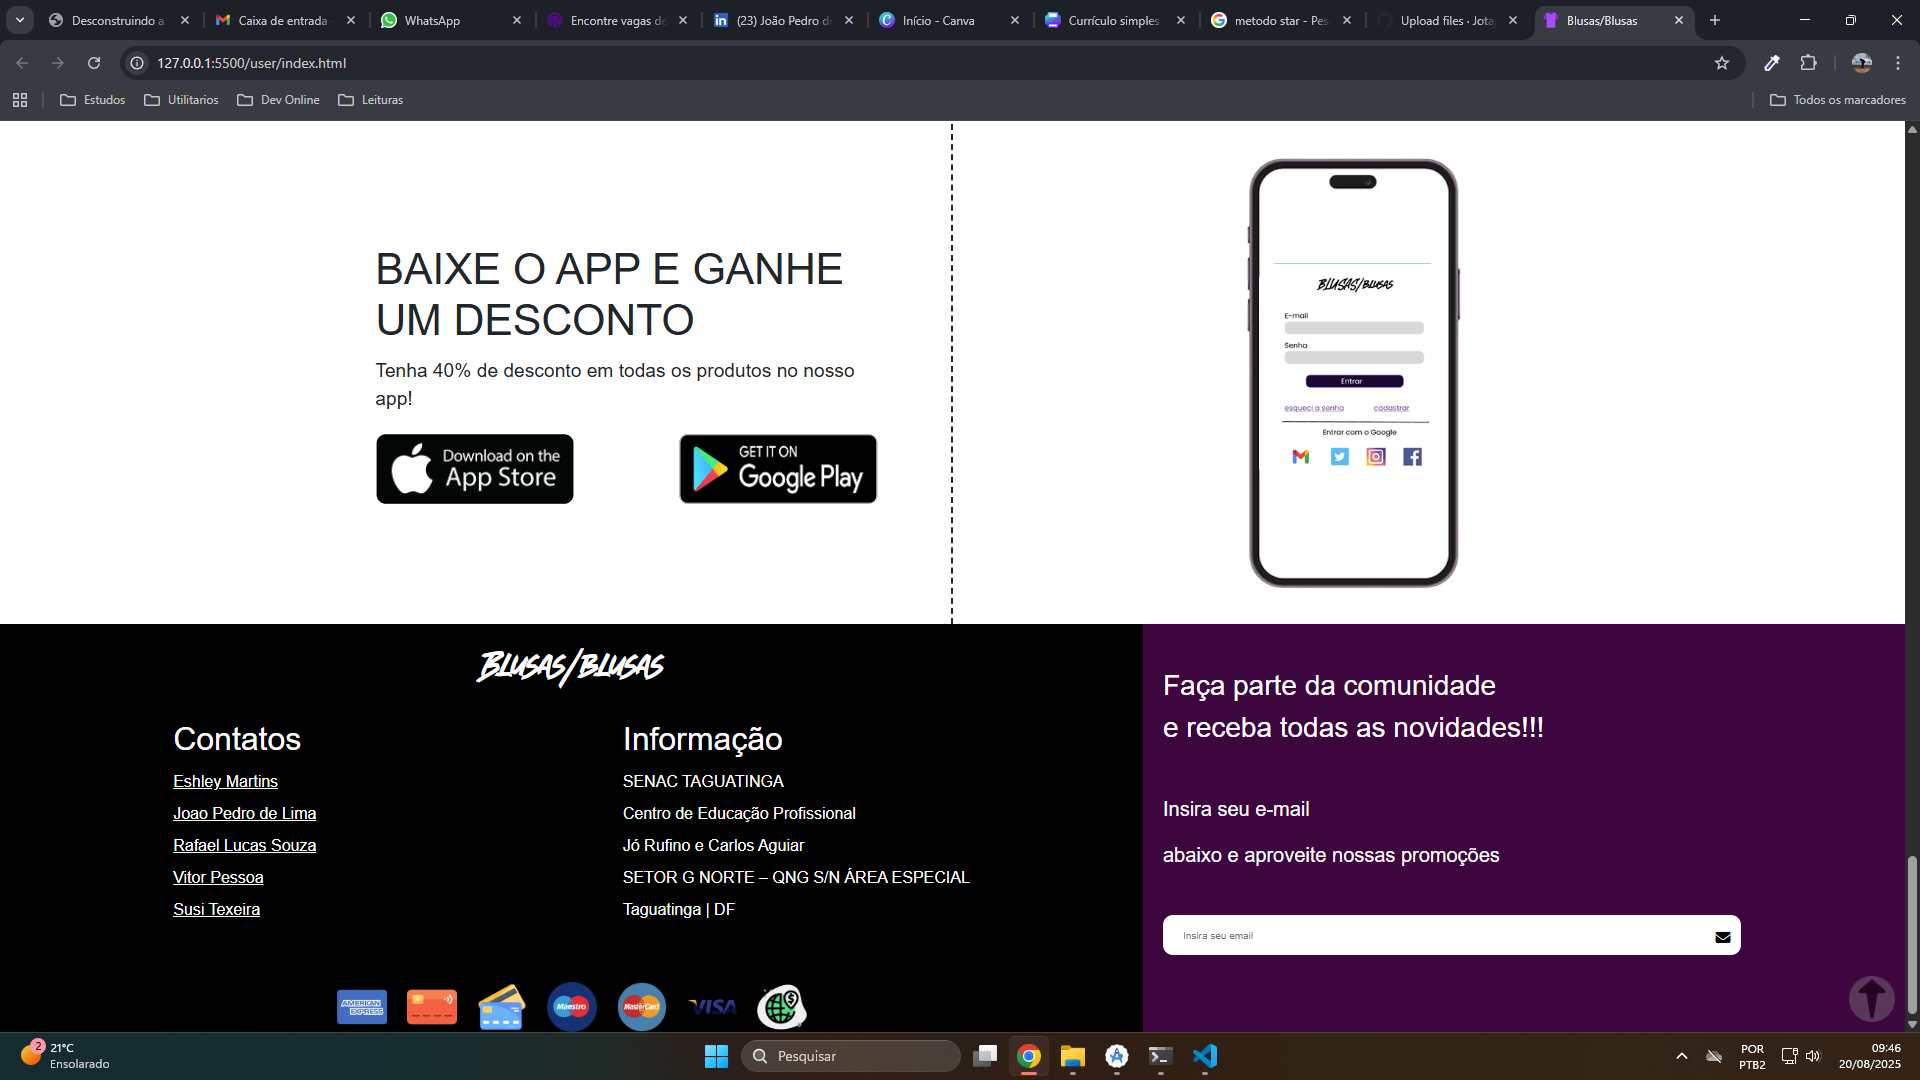 Desconstruindo a
Caixa de entrada -
WhatsApp
Encontre vagas de
(23) João Pedro de
Início - Canva
Currículo simples
metodo star - Pes
Upload files · Jota
Blusas/Blusas
127.0.0.1:5500/user/index.html
Estudos
Utilitarios
Dev Online
Leituras
Todos os marcadores
BAIXE O APP E GANHE
UM DESCONTO
Tenha 40% de desconto em todas os produtos no nosso
app!
Download on the
App Store
GET IT ON
Google Play
BLUSAS/BLUSAS
E-mail
Senha
Entrar
esqueci a senha
cadastrar
Entrar com o Google
BLUSAS/BLUSAS
Contatos
Eshley Martins
Joao Pedro de Lima
Rafael Lucas Souza
Vitor Pessoa
Susi Texeira
Informação
SENAC TAGUATINGA
Centro de Educação Profissional
Jó Rufino e Carlos Aguiar
SETOR G NORTE – QNG S/N ÁREA ESPECIAL
Taguatinga | DF
AMERICAN
EXPRESS
Maestro
MasterCard
VISA
Faça parte da comunidade
e receba todas as novidades!!!
Insira seu e-mail
abaixo e aproveite nossas promoções
Insira seu email
2
21°C
Ensolarado
Pesquisar
POR
PTB2
09:46
20/08/2025